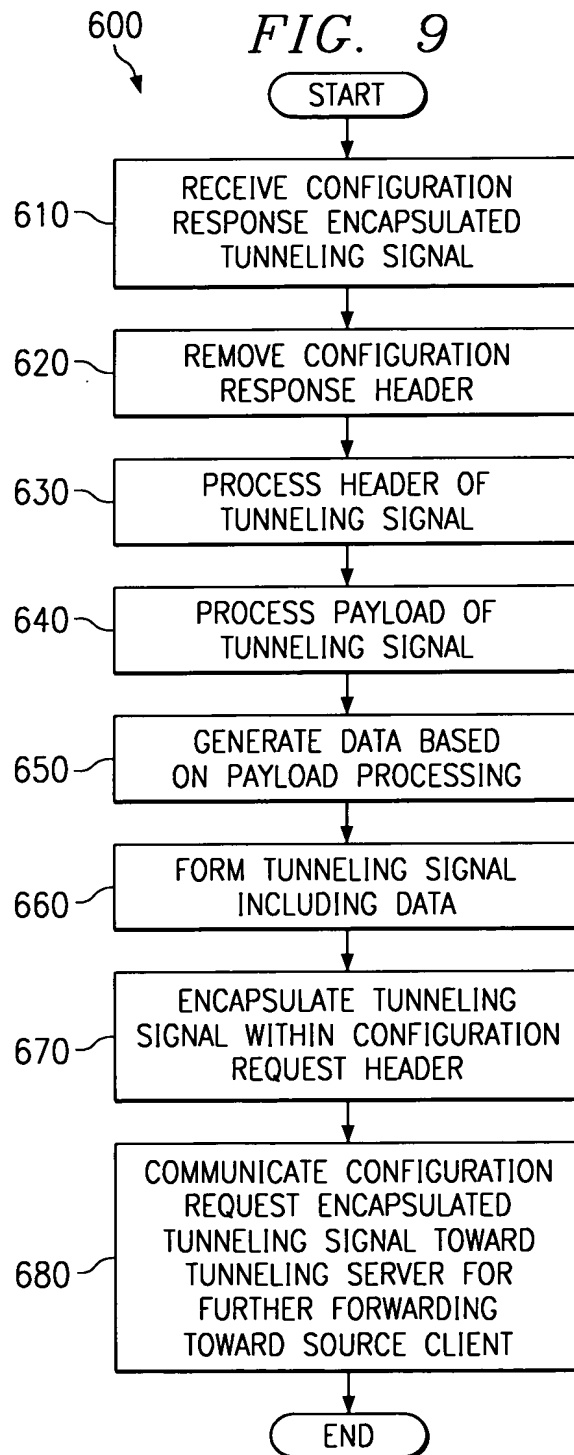 600
FIG. 9
START
610
RECEIVE CONFIGURATION
RESPONSE ENCAPSULATED
TUNNELING SIGNAL
620
REMOVE CONFIGURATION
RESPONSE HEADER
630
PROCESS HEADER OF
TUNNELING SIGNAL
640
PROCESS PAYLOAD OF
TUNNELING SIGNAL
650
GENERATE DATA BASED
ON PAYLOAD PROCESSING
660
FORM TUNNELING SIGNAL
INCLUDING DATA
670
ENCAPSULATE TUNNELING
SIGNAL WITHIN CONFIGURATION
REQUEST HEADER
680
COMMUNICATE CONFIGURATION
REQUEST ENCAPSULATED
TUNNELING SIGNAL TOWARD
TUNNELING SERVER FOR
FURTHER FORWARDING
TOWARD SOURCE CLIENT
END